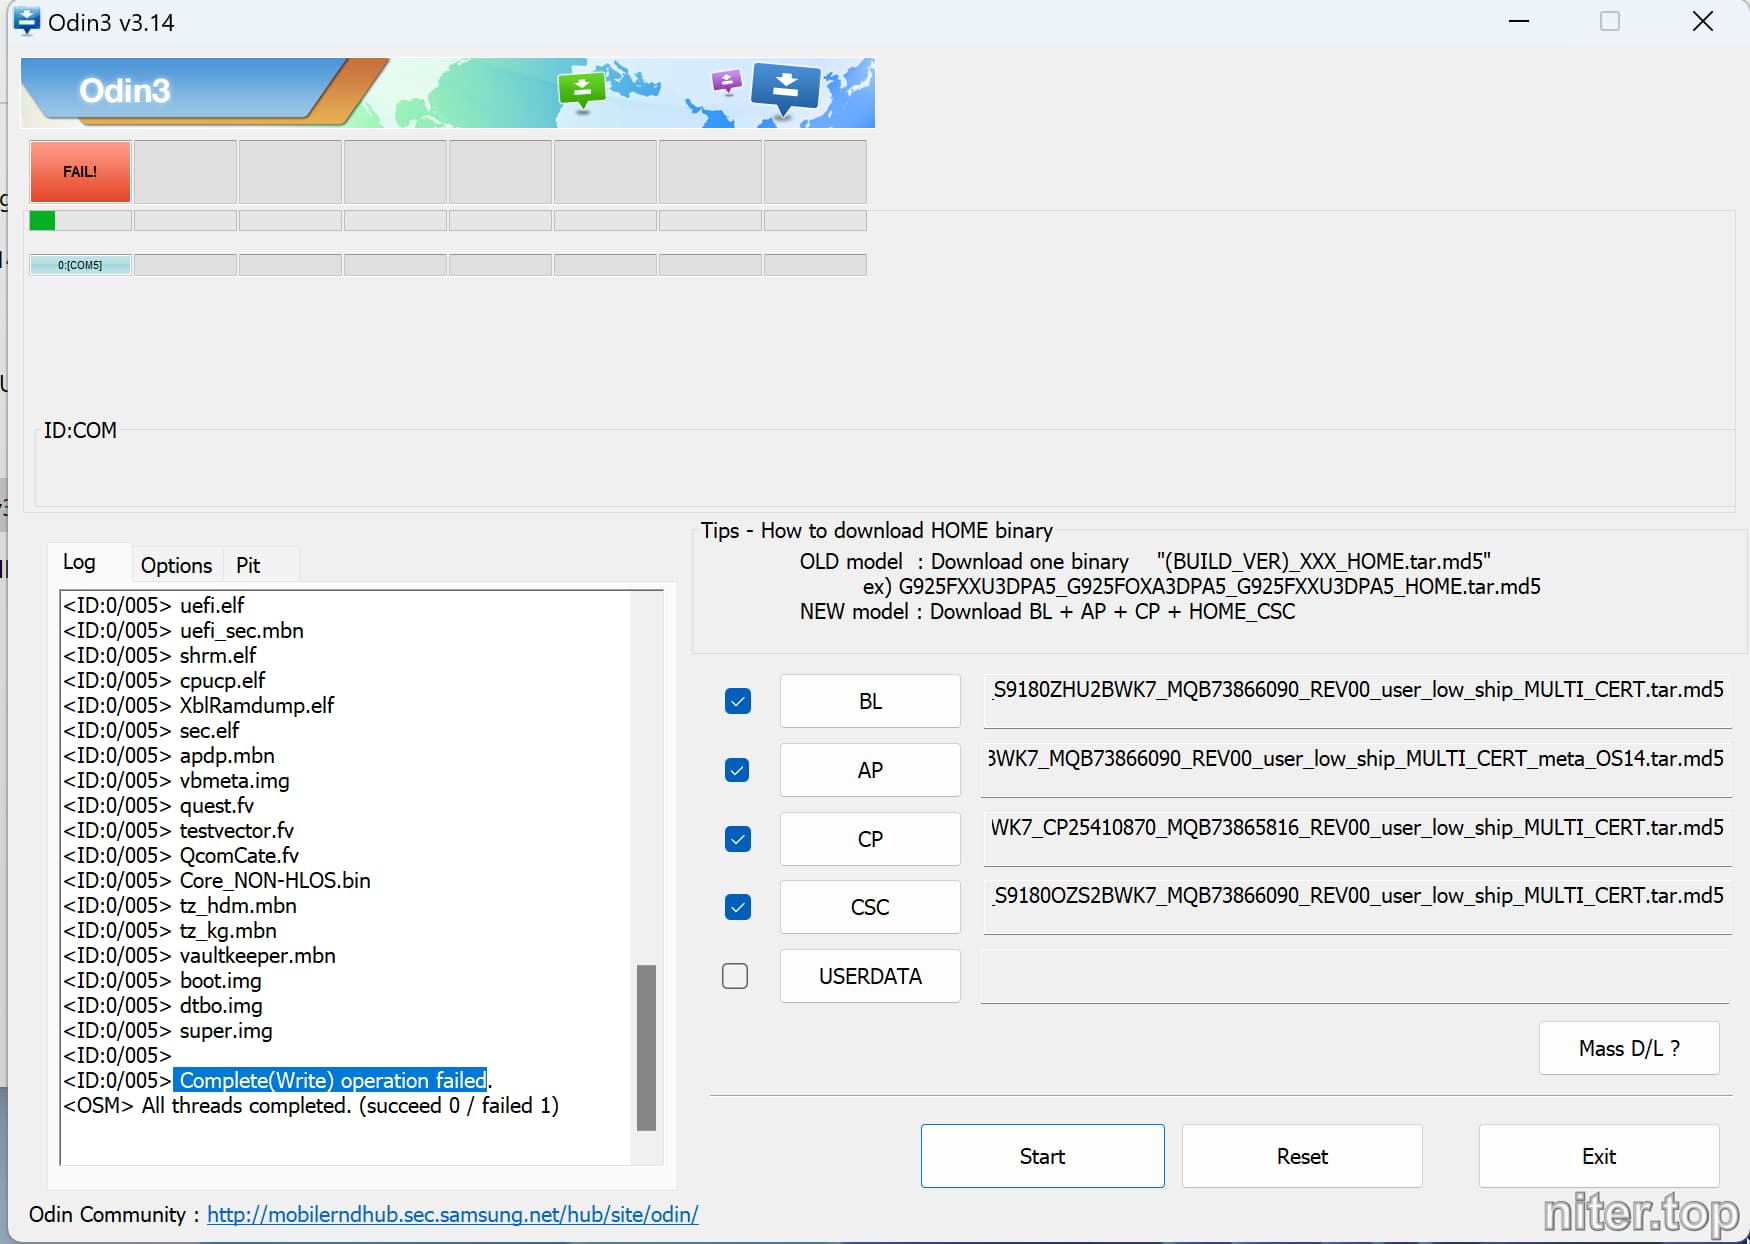 Odin3 v3.14
Odin3
FAIL!
0:[COM5]
ID:COM
Log
Options
Pit
<ID:0/005> uefi.elf
<ID:0/005> uefi_sec.mbn
<ID:0/005> shrm.elf
<ID:0/005> cpucp.elf
<ID:0/005> XblRamdump.elf
<ID:0/005> sec.elf
<ID:0/005> apdp.mbn
<ID:0/005> vbmeta.img
<ID:0/005> quest.fv
<ID:0/005> testvector.fv
<ID:0/005> QcomCate.fv
<ID:0/005> Core_NON-HLOS.bin
<ID:0/005> tz_hdm.mbn
<ID:0/005> tz_kg.mbn
<ID:0/005> vaultkeeper.mbn
<ID:0/005> boot.img
<ID:0/005> dtbo.img
<ID:0/005> super.img
<ID:0/005>
<ID:0/005> Complete(Write) operation failed.
<OSM> All threads completed. (succeed 0 / failed 1)
Tips - How to download HOME binary
OLD model : Download one binary "(BUILD_VER)_XXX_HOME.tar.md5"
ex) G925FXXU3DPA5_G925FOXA3DPA5_G925FXXU3DPA5_HOME.tar.md5
NEW model : Download BL + AP + CP + HOME_CSC
BL _S9180ZHU2BWK7_MQB73866090_REV00_user_low_ship_MULTI_CERT.tar.md5
AP BWK7_MQB73866090_REV00_user_low_ship_MULTI_CERT_meta_OS14.tar.md5
CP WK7_CP25410870_MQB73865816_REV00_user_low_ship_MULTI_CERT.tar.md5
CSC _S9180OZS2BWK7_MQB73866090_REV00_user_low_ship_MULTI_CERT.tar.md5
USERDATA
Mass D/L ?
Start
Reset
Exit
Odin Community : http://mobilerndhub.sec.samsung.net/hub/site/odin/
niter.top